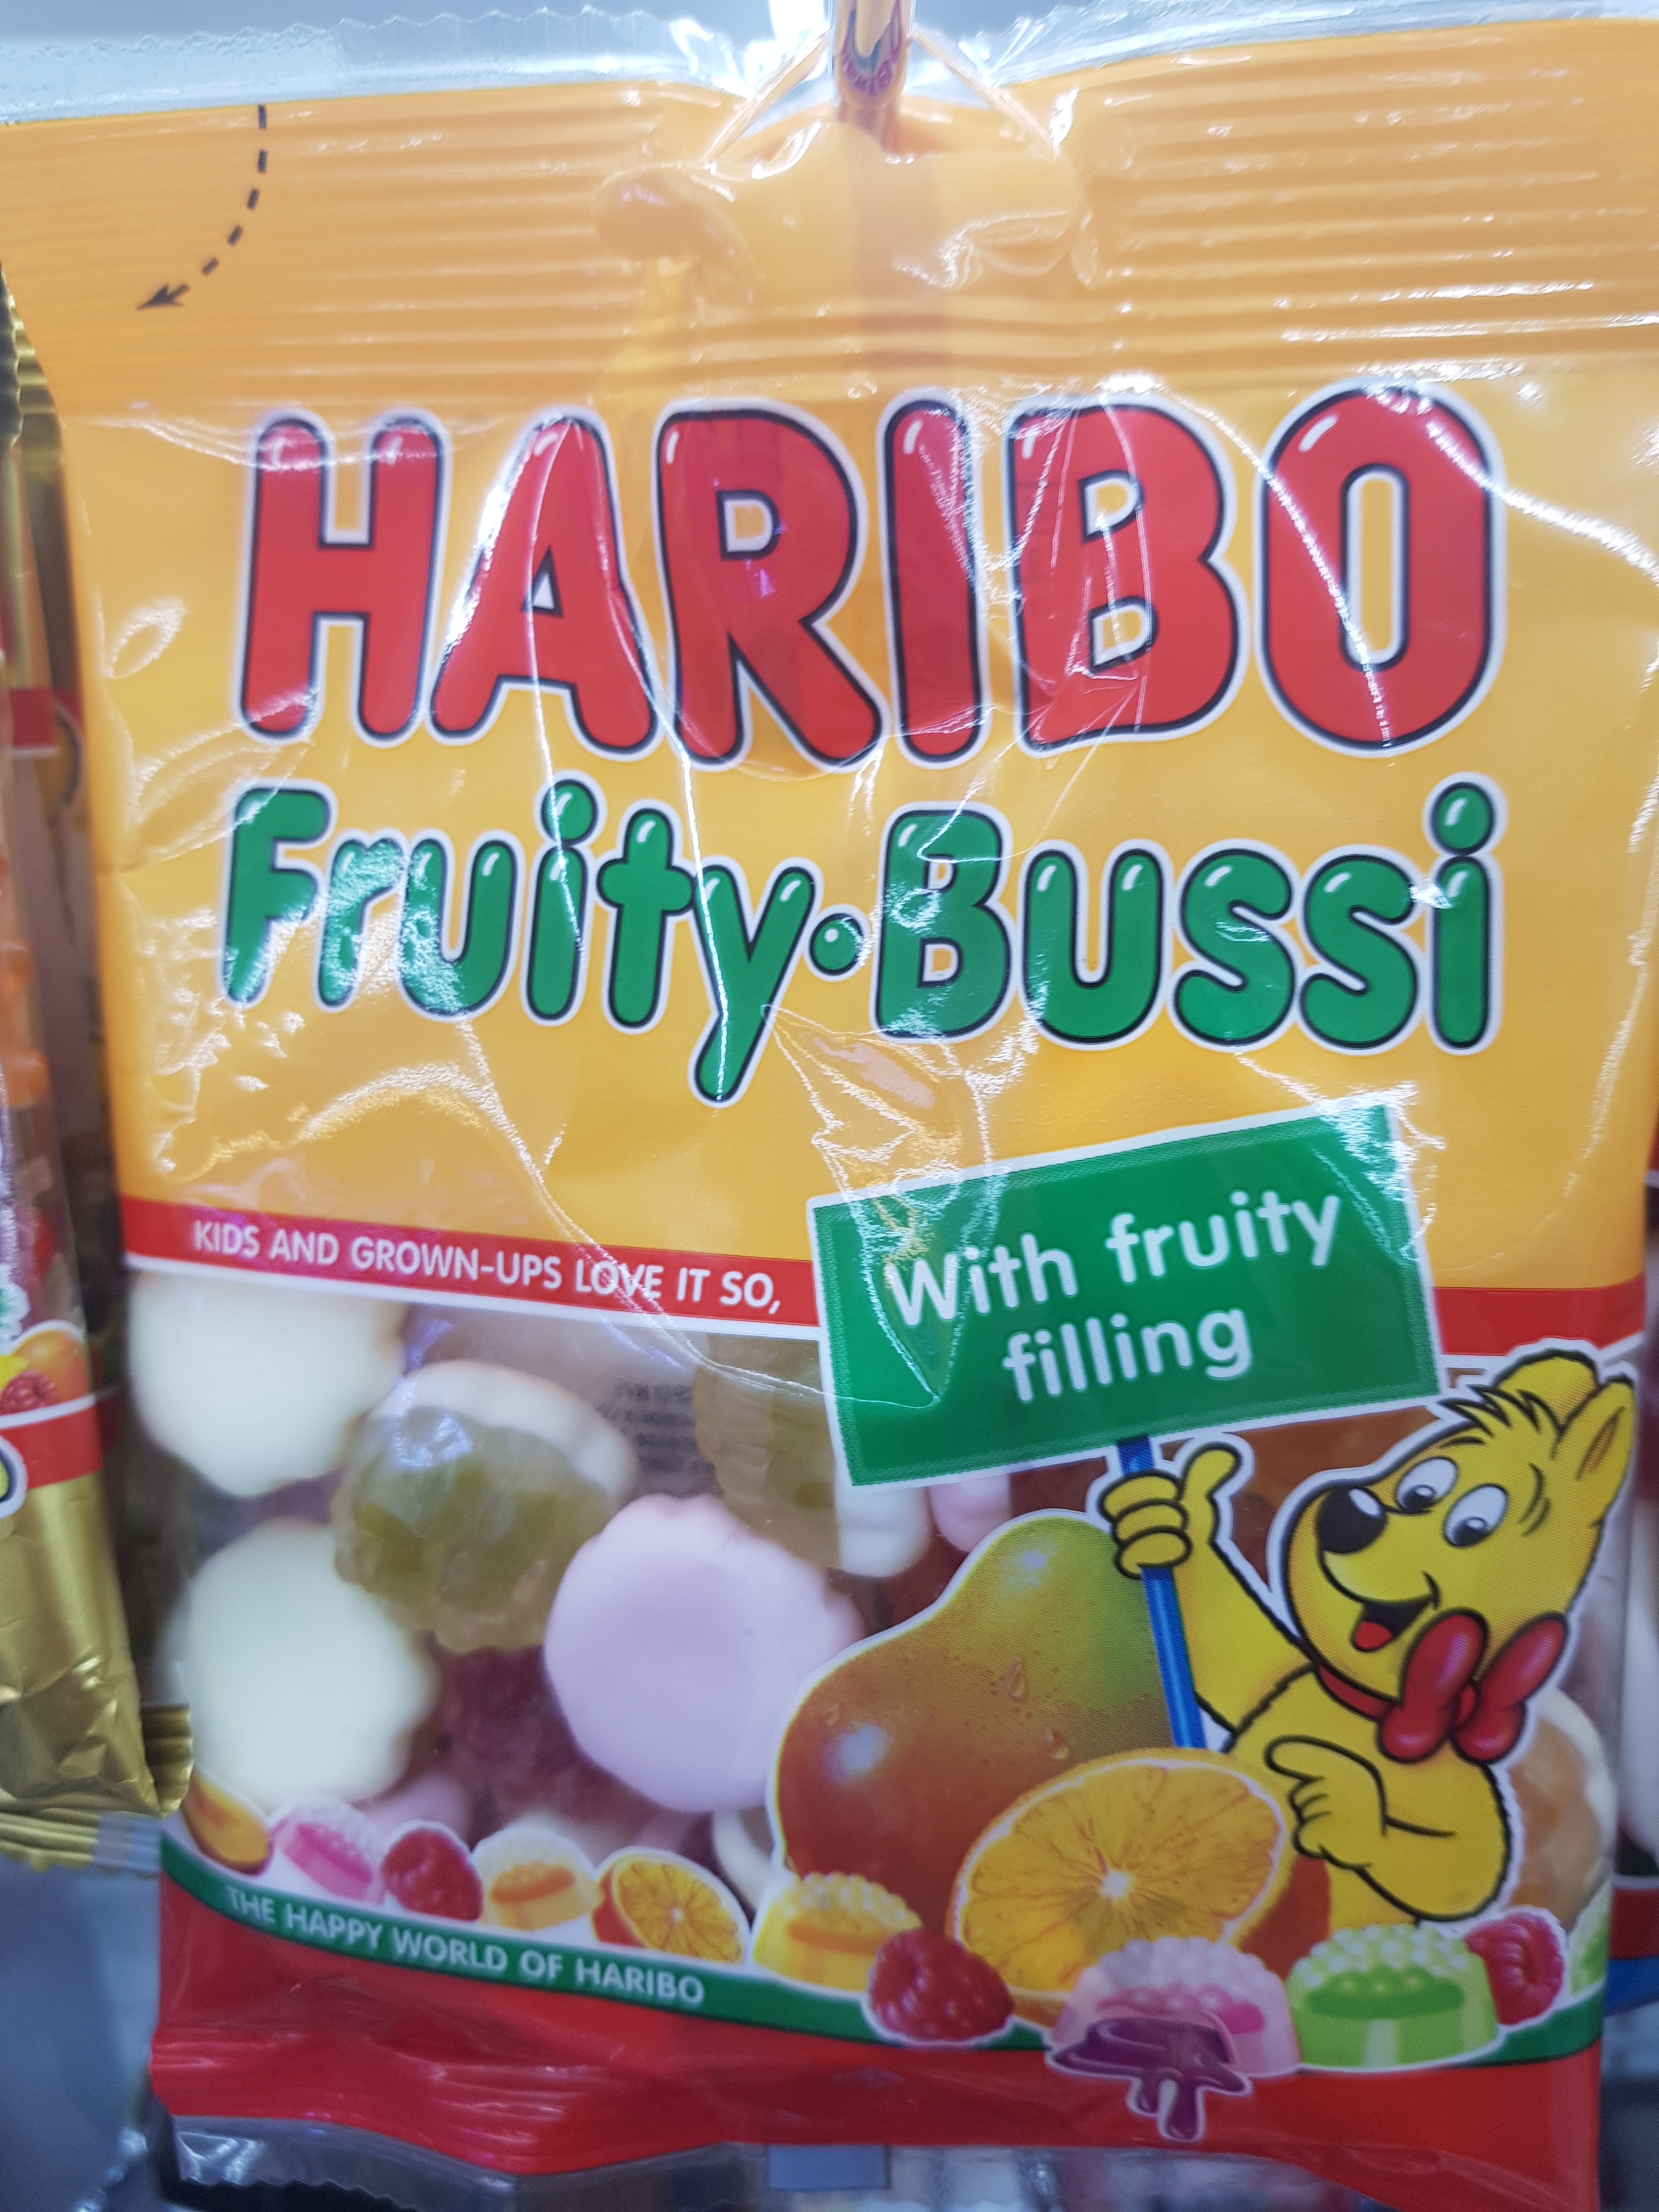 HARIBO
Fruity•Bussi
KIDS AND GROWN-UPS LOVE IT SO,
With fruity
filling
THE HAPPY WORLD OF HARIBO